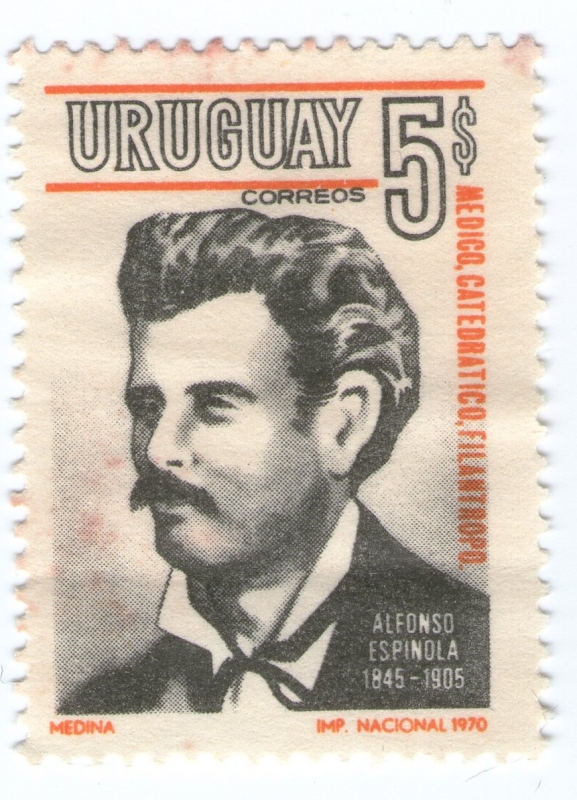 URUGUAY 5$
CORREOS
MEDICO, CATEDRATICO, FILANTROPO.
ALFONSO
ESPINOLA
1845-1905
MEDINA
IMP. NACIONAL 1970